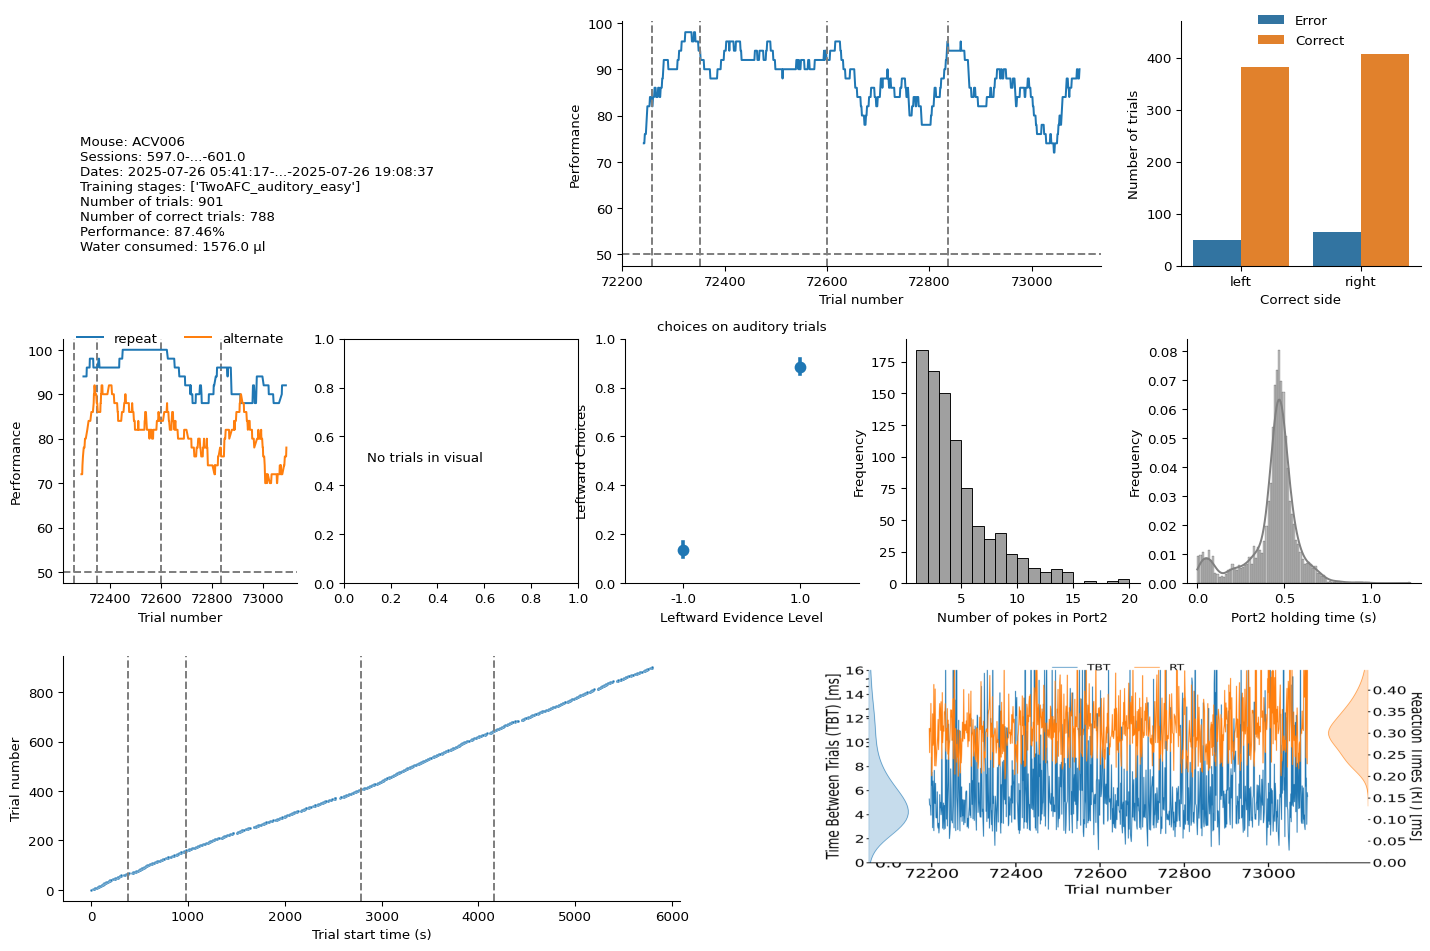 Mouse: ACV006
Sessions: 597.0-...-601.0
Dates: 2025-07-26 05:41:17-...-2025-07-26 19:08:37
Training stages: ['TwoAFC_auditory_easy']
Number of trials: 901
Number of correct trials: 788
Performance: 87.46%
Water consumed: 1576.0 µl
100
90
80
70
60
50
Performance
72200 72400 72600 72800 73000
Trial number
Error
Correct
400
300
200
100
0
Number of trials
left right
Correct side
repeat alternate
100
90
80
70
60
50
Performance
72400 72600 72800 73000
Trial number
1.0
0.8
0.6
0.4
0.2
0.0
No trials in visual
0.0 0.2 0.4 0.6 0.8 1.0
choices on auditory trials
1.0
0.8
0.6
0.4
0.2
0.0
Leftward Choices
-1.0 1.0
Leftward Evidence Level
175
150
125
100
75
50
25
0
Frequency
5 10 15 20
Number of pokes in Port2
0.08
0.07
0.06
0.05
0.04
0.03
0.02
0.01
0.00
Frequency
0.0 0.5 1.0
Port2 holding time (s)
800
600
400
200
0
Trial number
0 1000 2000 3000 4000 5000 6000
Trial start time (s)
TBT RT
16
14
12
10
8
6
4
2
0
Time Between Trials (TBT) [ms]
0.40
0.35
0.30
0.25
0.20
0.15
0.10
0.05
0.00
Reaction Times (RT) [ms]
0.0
72200 72400 72600 72800 73000
Trial number